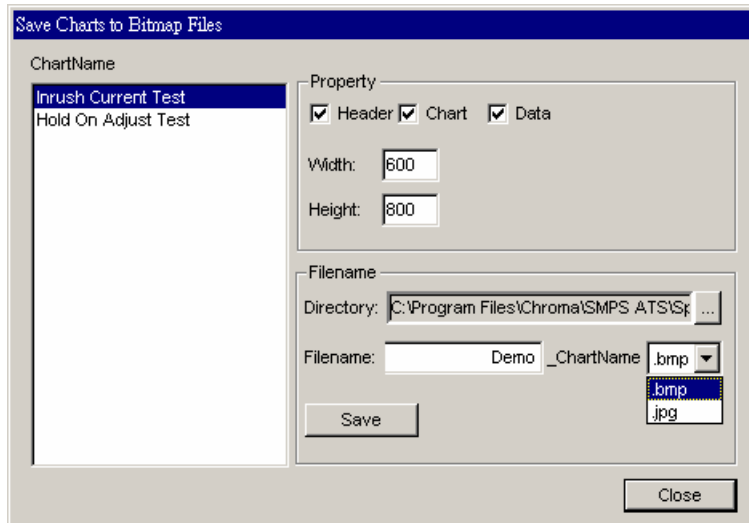 Save Charts to Bitmap Files
ChartName
Inrush Current Test
Hold On Adjust Test
Property
Header Chart Data
Width: 600
Height: 800
Filename
Directory: C:\Program Files\Chroma\SMPS ATS\Sp ...
Filename: Demo _ChartName .bmp
.bmp
.jpg
Save
Close